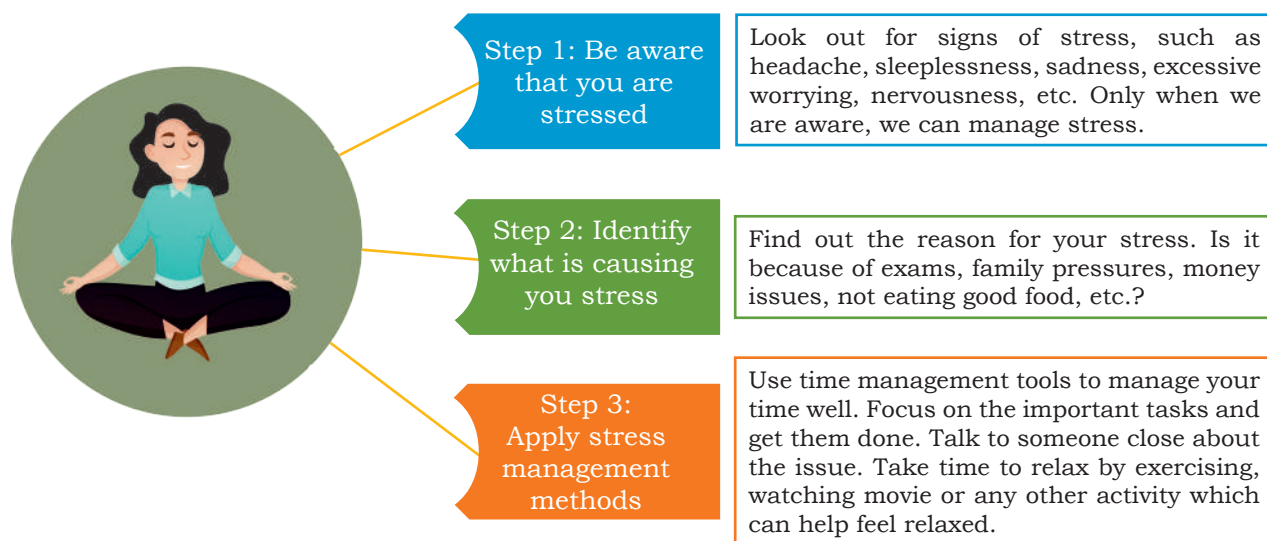 Step 1: Be aware
that you are
stressed
Look out for signs of stress, such as
headache, sleeplessness, sadness, excessive
worrying, nervousness, etc. Only when we
are aware, we can manage stress.
Step 2: Identify
what is causing
you stress
Find out the reason for your stress. Is it
because of exams, family pressures, money
issues, not eating good food, etc.?
Step 3:
Apply stress
management
methods
Use time management tools to manage your
time well. Focus on the important tasks and
get them done. Talk to someone close about
the issue. Take time to relax by exercising,
watching movie or any other activity which
can help feel relaxed.